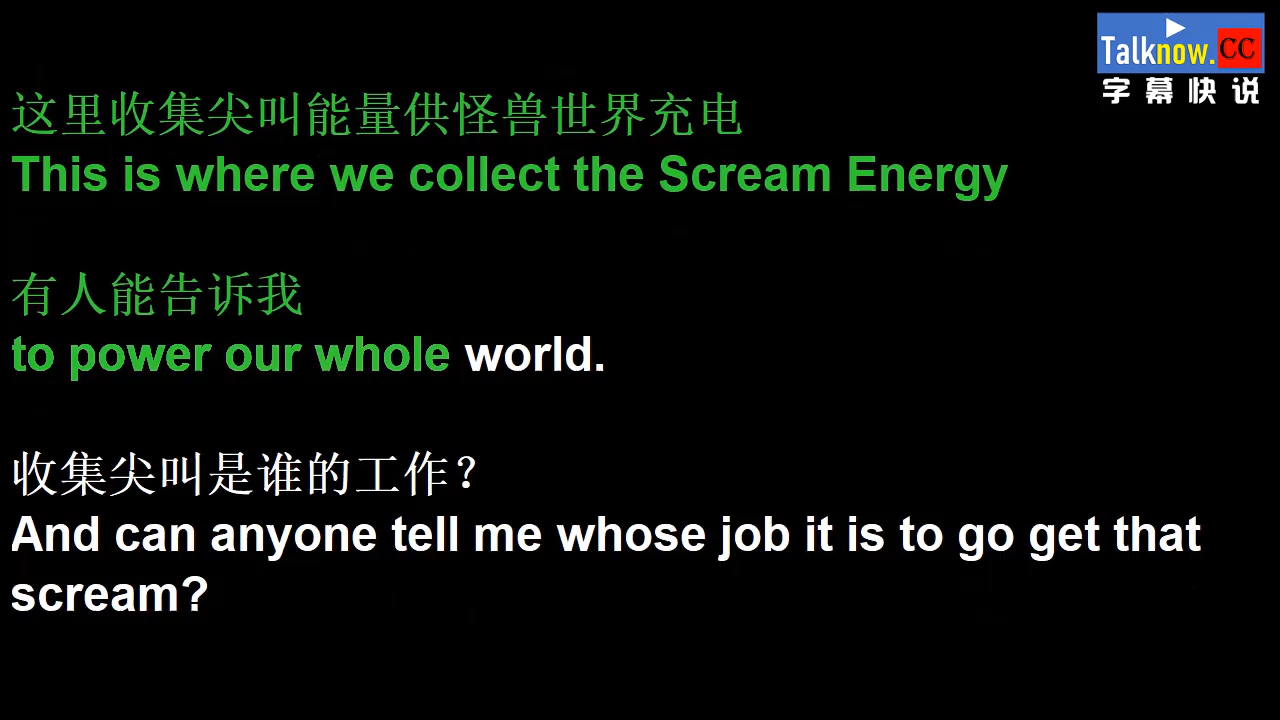 Talknow.CC
字幕快说
这里收集尖叫能量供怪兽世界充电
This is where we collect the Scream Energy
有人能告诉我
to power our whole world.
收集尖叫是谁的工作？
And can anyone tell me whose job it is to go get that
scream?